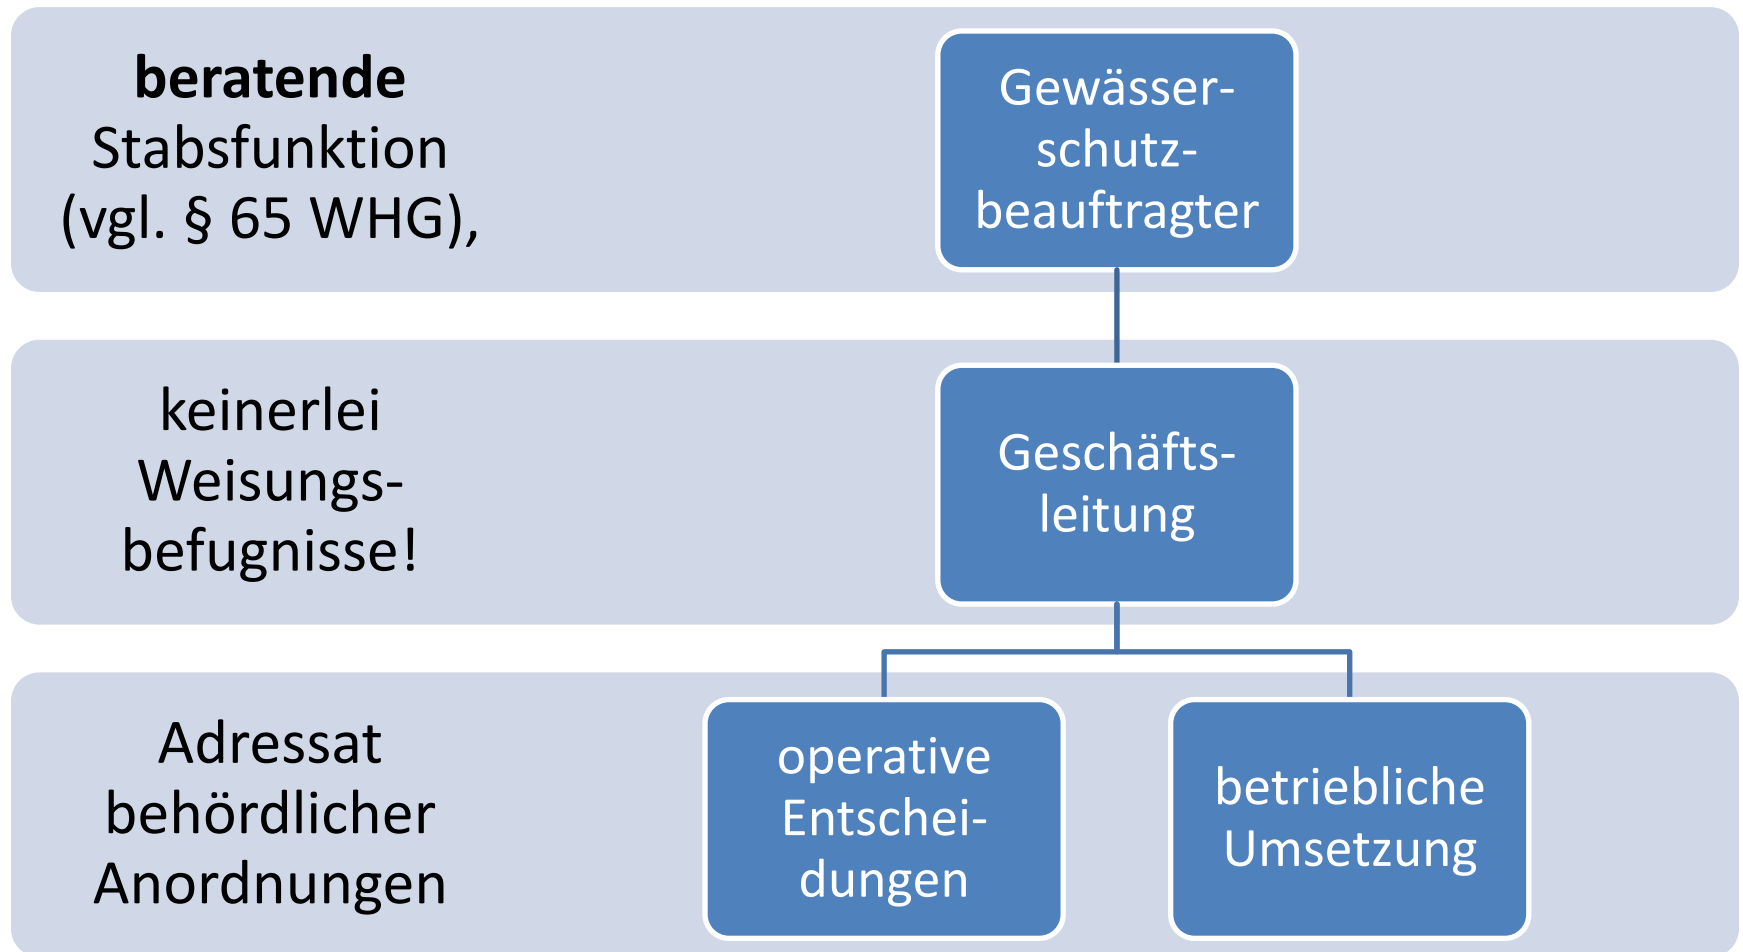 beratende
Stabsfunktion
(vgl. § 65 WHG),
Gewässer-
schutz-
beauftragter
keinerlei
Weisungs-
befugnisse!
Geschäfts-
leitung
Adressat
behördlicher
Anordnungen
operative
Entschei-
dungen
betriebliche
Umsetzung